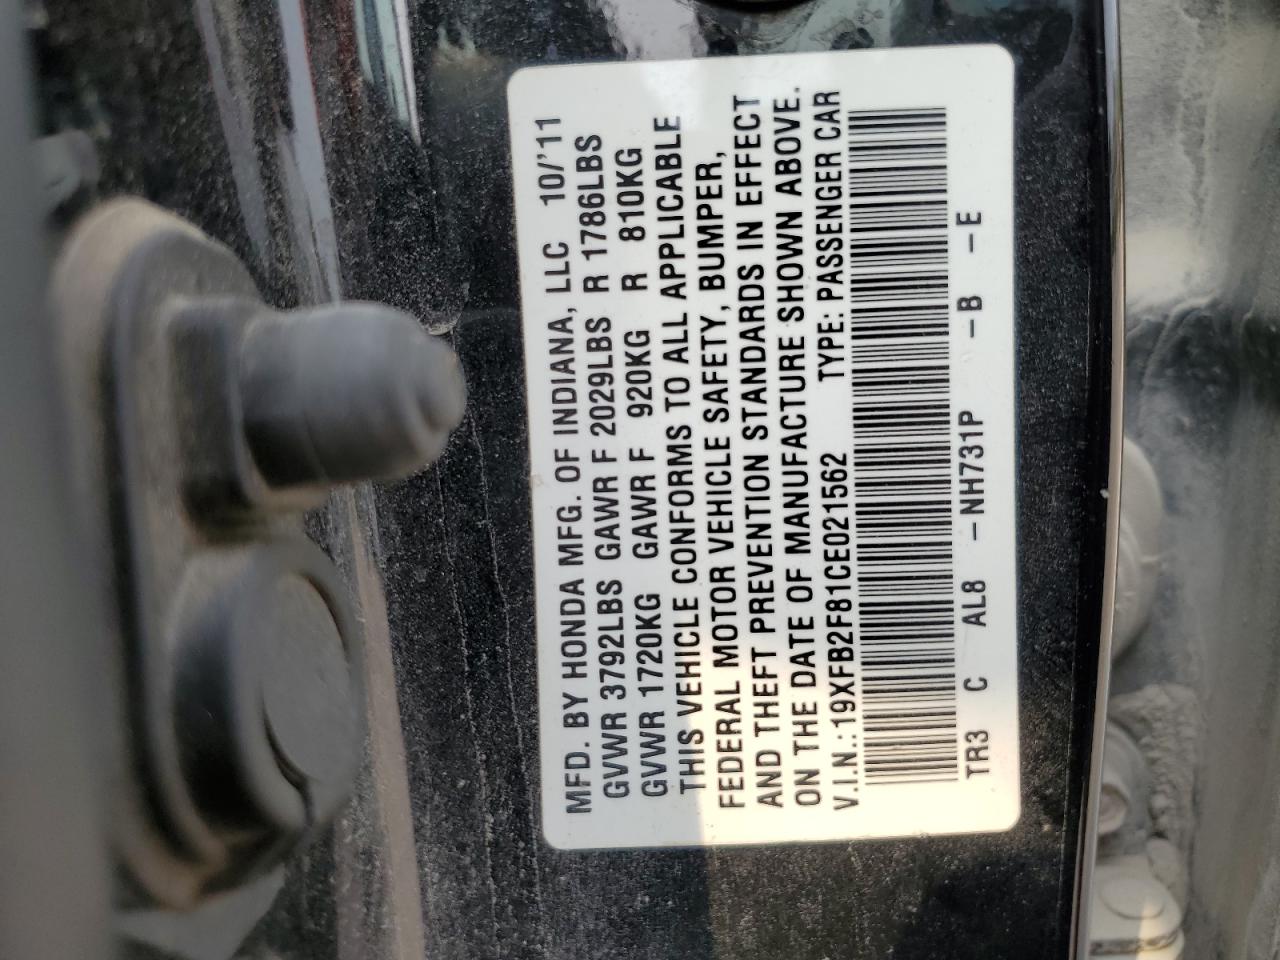 MFD. BY HONDA MFG. OF INDIANA, LLC 10/'11
GVWR 3792LBS GAWR F 2029LBS R 1786LBS
GVWR 1720KG GAWR F 920KG R 810KG
THIS VEHICLE CONFORMS TO ALL APPLICABLE
FEDERAL MOTOR VEHICLE SAFETY, BUMPER,
AND THEFT PREVENTION STANDARDS IN EFFECT
ON THE DATE OF MANUFACTURE SHOWN ABOVE.
V.I.N.: 19XFB2F81CE021562 TYPE: PASSENGER CAR
TR3 C AL8 -NH731P -B -E